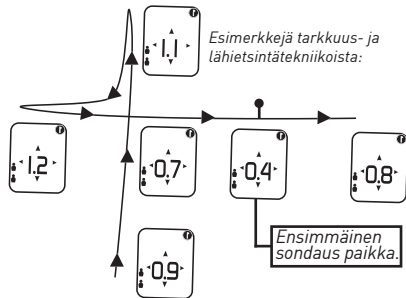 1.1
Esimerkkejä tarkkuus- ja
lähietsintätekniikoista:
1.2
0.7
0.4
0.8
0.9
Ensimmäinen
sondaus paikka.